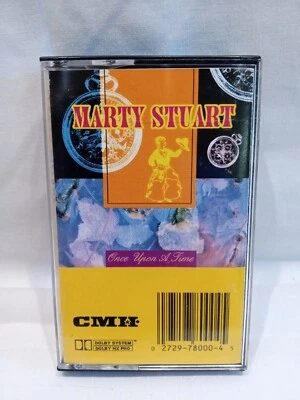 MARTY STUART
Once Upon A Time
CMH
DOLBY SYSTEM
DOLBY HX PRO
0 2729-78000-4 5